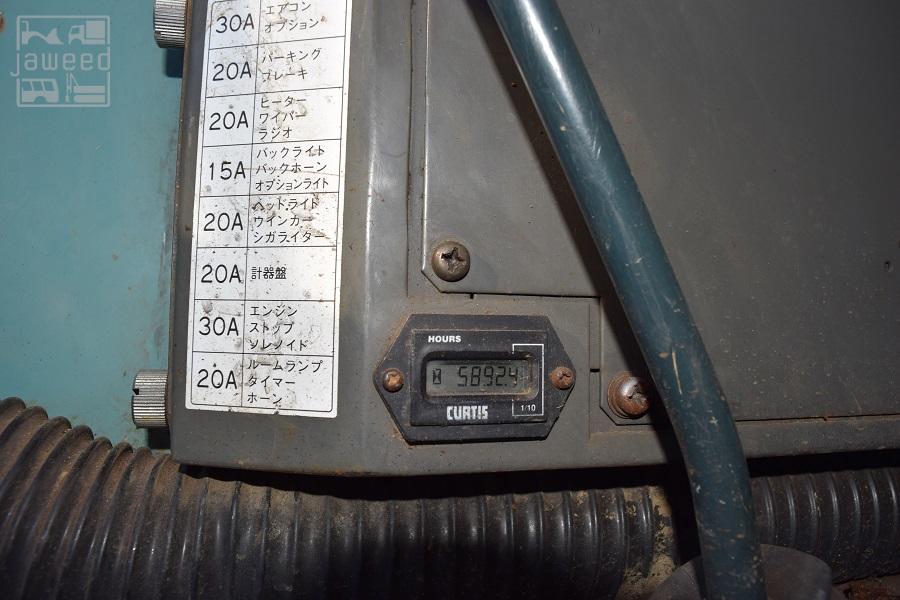 jaweed
30A
エアコン
オプション
20A
パーキング
ブレーキ
20A
ヒーター
ワイパー
ラジオ
15A
バックライト
バックホーン
オプションライト
20A
ヘッドライト
ウインカー
シガライター
20A
計器盤
30A
エンジン
ストップ
ソレノイド
20A
ルームランプ
タイマー
ホーン
HOURS
5892.4
CURTIS
1/10